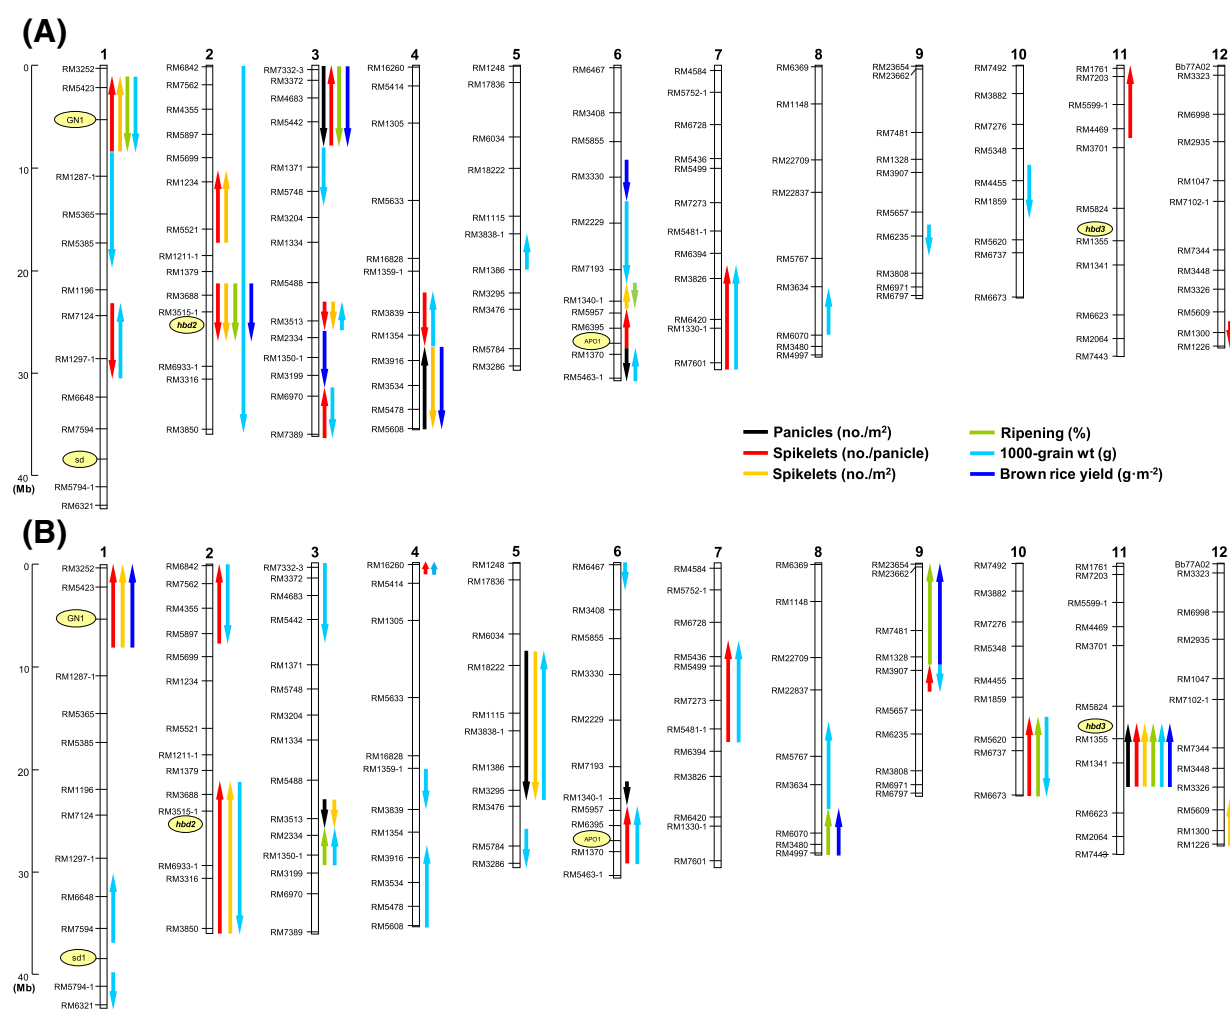 (A)
1 2 3 4 5 6 7 8 9 10 11 12
0
10
20
30
40
(Mb)
RM3252
RM5423
GN1
RM1287-1
RM5365
RM5385
RM1196
RM7124
RM1297-1
RM6648
RM7594
sd
RM5794-1
RM6321
RM6842
RM7562
RM4355
RM5897
RM5699
RM1234
RM5521
RM1211-1
RM1379
RM3688
RM3515-1
hbd2
RM6933-1
RM3316
RM3850
RM7332-3
RM3372
RM4683
RM5442
RM1371
RM5748
RM3204
RM1334
RM5488
RM3513
RM2334
RM1350-1
RM3199
RM6970
RM7389
RM16260
RM5414
RM1305
RM5633
RM16828
RM1359-1
RM3839
RM1354
RM3916
RM3534
RM5478
RM5608
RM1248
RM17836
RM6034
RM18222
RM1115
RM3838-1
RM1386
RM3295
RM3476
RM5784
RM3286
RM6467
RM3408
RM5855
RM3330
RM2229
RM7193
RM1340-1
RM5957
RM6395
APO1
RM1370
RM5463-1
RM4584
RM5752-1
RM6728
RM5436
RM5499
RM7273
RM5481-1
RM6394
RM3826
RM6420
RM1330-1
RM7601
RM6369
RM1148
RM22709
RM22837
RM5767
RM3634
RM6070
RM3480
RM4997
RM23654
RM23662
RM7481
RM1328
RM3907
RM5657
RM6235
RM3808
RM6971
RM6797
RM7492
RM3882
RM7276
RM5348
RM4455
RM1859
RM5620
RM6737
RM6673
RM1761
RM7203
RM5599-1
RM4469
RM3701
RM5824
hbd3
RM1355
RM1341
RM6623
RM2064
RM7443
Bb77A02
RM3323
RM6998
RM2935
RM1047
RM7102-1
RM7344
RM3448
RM3326
RM5609
RM1300
RM1226
Panicles (no./m²)
Spikelets (no./panicle)
Spikelets (no./m²)
Ripening (%)
1000-grain wt (g)
Brown rice yield (g·m⁻²)
(B)
1 2 3 4 5 6 7 8 9 10 11 12
0
10
20
30
40
(Mb)
RM3252
RM5423
GN1
RM1287-1
RM5365
RM5385
RM1196
RM7124
RM1297-1
RM6648
RM7594
sd1
RM5794-1
RM6321
RM6842
RM7562
RM4355
RM5897
RM5699
RM1234
RM5521
RM1211-1
RM1379
RM3688
RM3515-1
hbd2
RM6933-1
RM3316
RM3850
RM7332-3
RM3372
RM4683
RM5442
RM1371
RM5748
RM3204
RM1334
RM5488
RM3513
RM2334
RM1350-1
RM3199
RM6970
RM7389
RM16260
RM5414
RM1305
RM5633
RM16828
RM1359-1
RM3839
RM1354
RM3916
RM3534
RM5478
RM5608
RM1248
RM17836
RM6034
RM18222
RM1115
RM3838-1
RM1386
RM3295
RM3476
RM5784
RM3286
RM6467
RM3408
RM5855
RM3330
RM2229
RM7193
RM1340-1
RM5957
RM6395
APO1
RM1370
RM5463-1
RM4584
RM5752-1
RM6728
RM5436
RM5499
RM7273
RM5481-1
RM6394
RM3826
RM6420
RM1330-1
RM7601
RM6369
RM1148
RM22709
RM22837
RM5767
RM3634
RM6070
RM3480
RM4997
RM23654
RM23662
RM7481
RM1328
RM3907
RM5657
RM6235
RM3808
RM6971
RM6797
RM7492
RM3882
RM7276
RM5348
RM4455
RM1859
RM5620
RM6737
RM6673
RM1761
RM7203
RM5599-1
RM4469
RM3701
RM5824
hbd3
RM1355
RM1341
RM6623
RM2064
RM7443
Bb77A02
RM3323
RM6998
RM2935
RM1047
RM7102-1
RM7344
RM3448
RM3326
RM5609
RM1300
RM1226